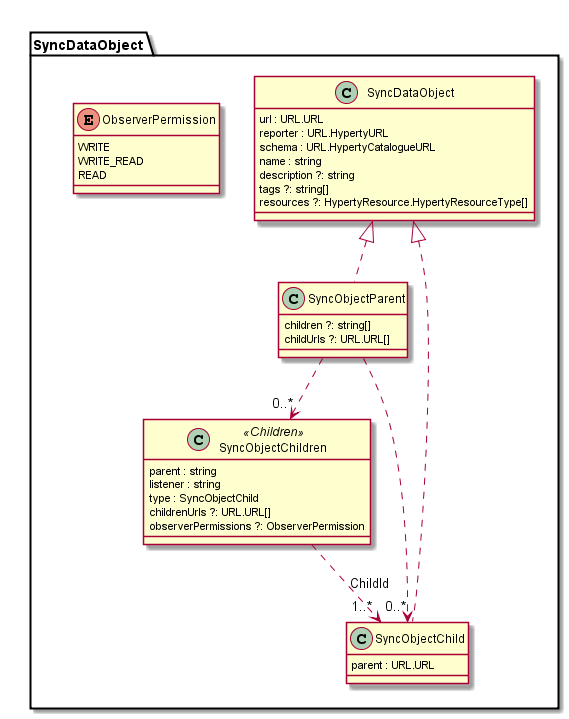 SyncDataObject
E ObserverPermission
WRITE
WRITE_READ
READ
C SyncDataObject
url : URL.URL
reporter : URL.HypertyURL
schema : URL.HypertyCatalogueURL
name : string
description ?: string
tags ?: string[]
resources ?: HypertyResource.HypertyResourceType[]
C SyncObjectParent
children ?: string[]
childUrls ?: URL.URL[]
0..*
C «Children»
SyncObjectChildren
parent : string
listener : string
type : SyncObjectChild
childrenUrls ?: URL.URL[]
observerPermissions ?: ObserverPermission
ChildId
1..* 0..*
C SyncObjectChild
parent : URL.URL